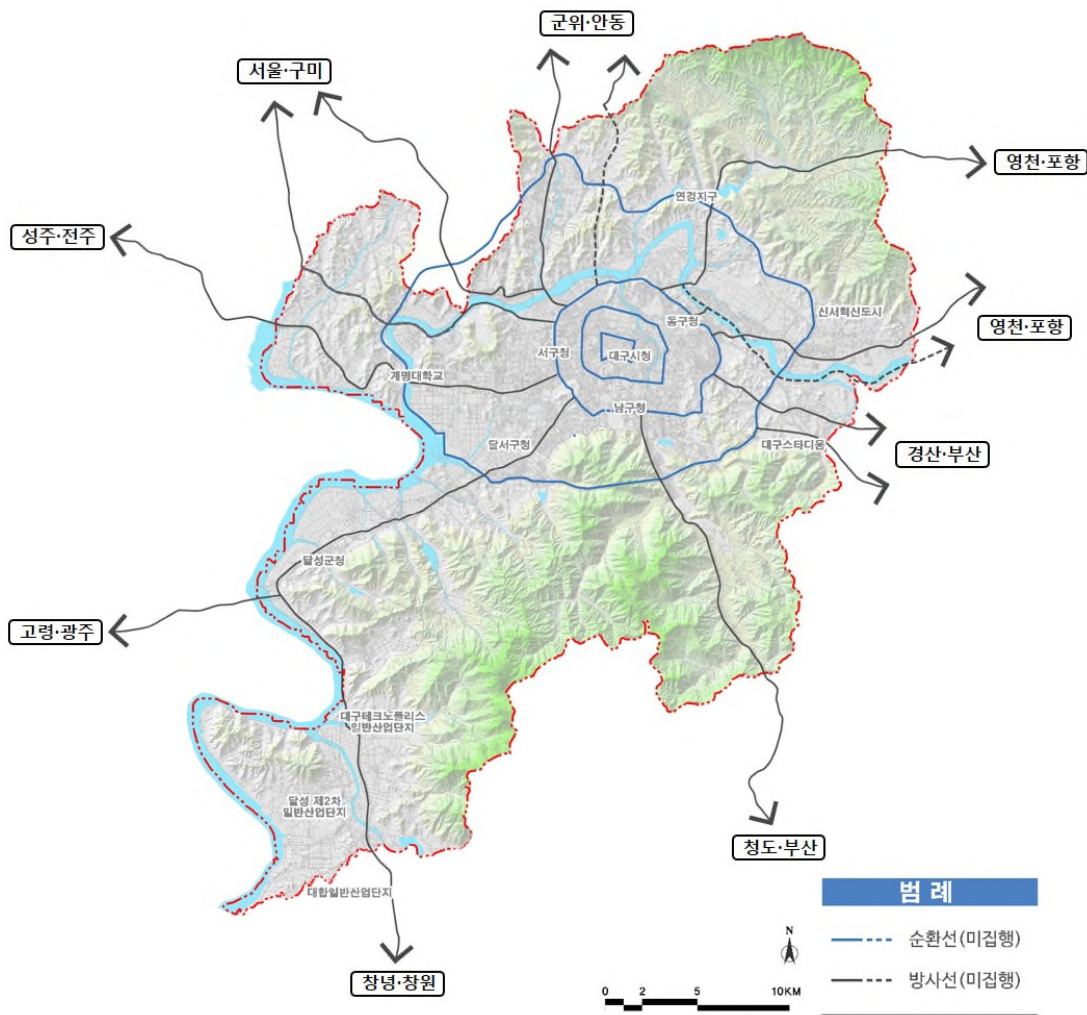 군위·안동
서울·구미
영천·포항
연경지구
성주·전주
신서혁신도시
동구청
영천·포항
서구청
대구시청
계명대학교
남구청
달서구청
대구스타디움
경산·부산
달성군청
고령·광주
대구테크노폴리스
일반산업단지
달성 제2차
일반산업단지
청도·부산
대합일반산업단지
범 례
순환선(미집행)
방사선(미집행)
N
0 2 5 10KM
창녕·창원